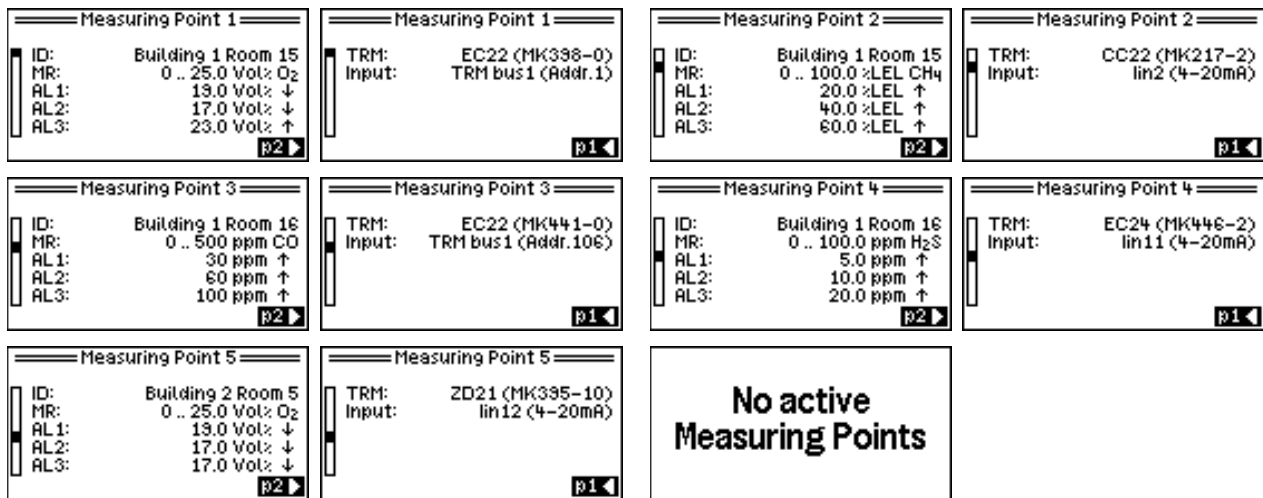 Measuring Point 1
ID: Building 1 Room 15
MR: 0 .. 25.0 Vol% O₂
AL1: 19.0 Vol% ↓
AL2: 17.0 Vol% ↓
AL3: 23.0 Vol% ↑
p2
Measuring Point 1
TRM: EC22 (MK398-0)
Input: TRM bus1 (Addr.1)
p1
Measuring Point 2
ID: Building 1 Room 15
MR: 0 .. 100.0 %LEL CH₄
AL1: 20.0 %LEL ↑
AL2: 40.0 %LEL ↑
AL3: 60.0 %LEL ↑
p2
Measuring Point 2
TRM: CC22 (MK217-2)
Input: Iin2 (4-20mA)
p1
Measuring Point 3
ID: Building 1 Room 16
MR: 0 .. 500 ppm CO
AL1: 30 ppm ↑
AL2: 60 ppm ↑
AL3: 100 ppm ↑
p2
Measuring Point 3
TRM: EC22 (MK441-0)
Input: TRM bus1 (Addr.106)
p1
Measuring Point 4
ID: Building 1 Room 16
MR: 0 .. 100.0 ppm H₂S
AL1: 5.0 ppm ↑
AL2: 10.0 ppm ↑
AL3: 20.0 ppm ↑
p2
Measuring Point 4
TRM: EC24 (MK446-2)
Input: Iin11 (4-20mA)
p1
Measuring Point 5
ID: Building 2 Room 5
MR: 0 .. 25.0 Vol% O₂
AL1: 19.0 Vol% ↓
AL2: 17.0 Vol% ↓
AL3: 17.0 Vol% ↓
p2
Measuring Point 5
TRM: ZD21 (MK395-10)
Input: Iin12 (4-20mA)
p1
No active
Measuring Points